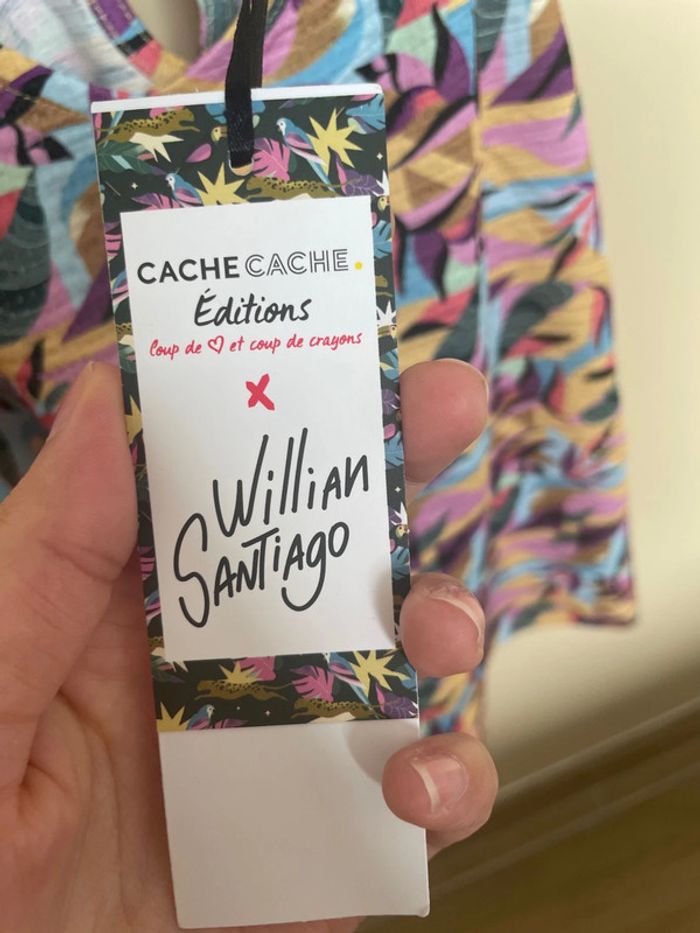 CACHE CACHE.
Éditions
Coup de ♡ et coup de crayons
X
Willian
Santiago